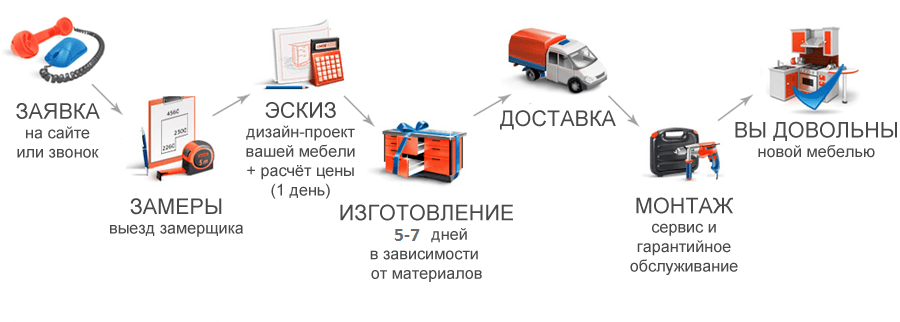 ЗАЯВКА
на сайте
или звонок
4560
2300
2260
ЗАМЕРЫ
выезд замерщика
ЭСКИЗ
дизайн-проект
вашей мебели
+ расчёт цены
(1 день)
ИЗГОТОВЛЕНИЕ
5-7 дней
в зависимости
от материалов
ДОСТАВКА
МОНТАЖ
сервис и
гарантийное
обслуживание
ВЫ ДОВОЛЬНЫ
новой мебелью